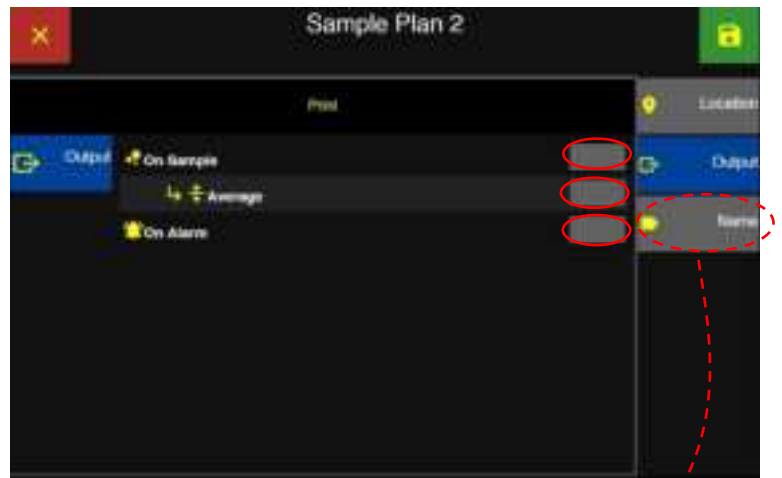 Sample Plan 2
Print
Location
Output
On Sample
Output
Average
Name
On Alarm